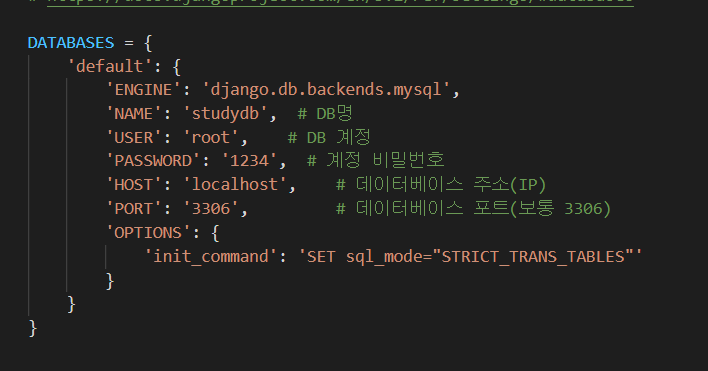 DATABASES = {
    'default': {
        'ENGINE': 'django.db.backends.mysql',
        'NAME': 'studydb',  # DB명
        'USER': 'root',    # DB 계정
        'PASSWORD': '1234',  # 계정 비밀번호
        'HOST': 'localhost',    # 데이터베이스 주소(IP)
        'PORT': '3306',         # 데이터베이스 포트(보통 3306)
        'OPTIONS': {
            'init_command': 'SET sql_mode="STRICT_TRANS_TABLES"'
        }
    }
}